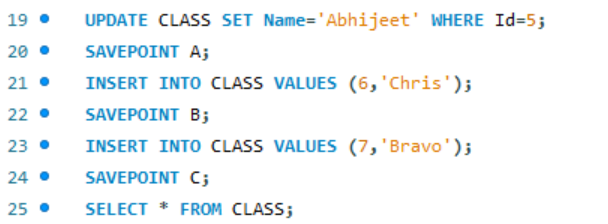 19 UPDATE CLASS SET Name='Abhijeet' WHERE Id=5;
20 SAVEPOINT A;
21 INSERT INTO CLASS VALUES (6,'Chris');
22 SAVEPOINT B;
23 INSERT INTO CLASS VALUES (7,'Bravo');
24 SAVEPOINT C;
25 SELECT * FROM CLASS;